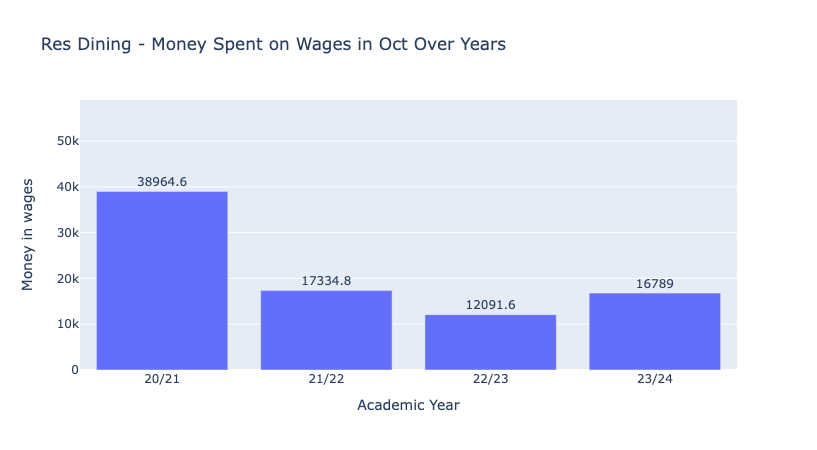 Res Dining - Money Spent on Wages in Oct Over Years
Money in wages
50k
40k
30k
20k
10k
0
38964.6
17334.8
12091.6
16789
20/21
21/22
22/23
23/24
Academic Year